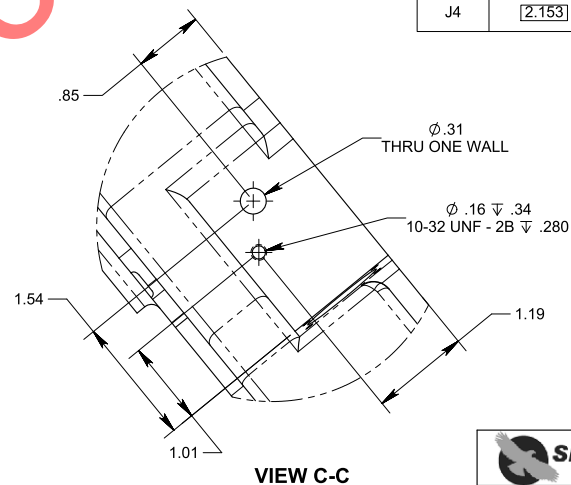 J4 2.153
.85
Ø.31
THRU ONE WALL
Ø .16 ↧ .34
10-32 UNF - 2B ↧ .280
1.54
1.19
1.01
VIEW C-C